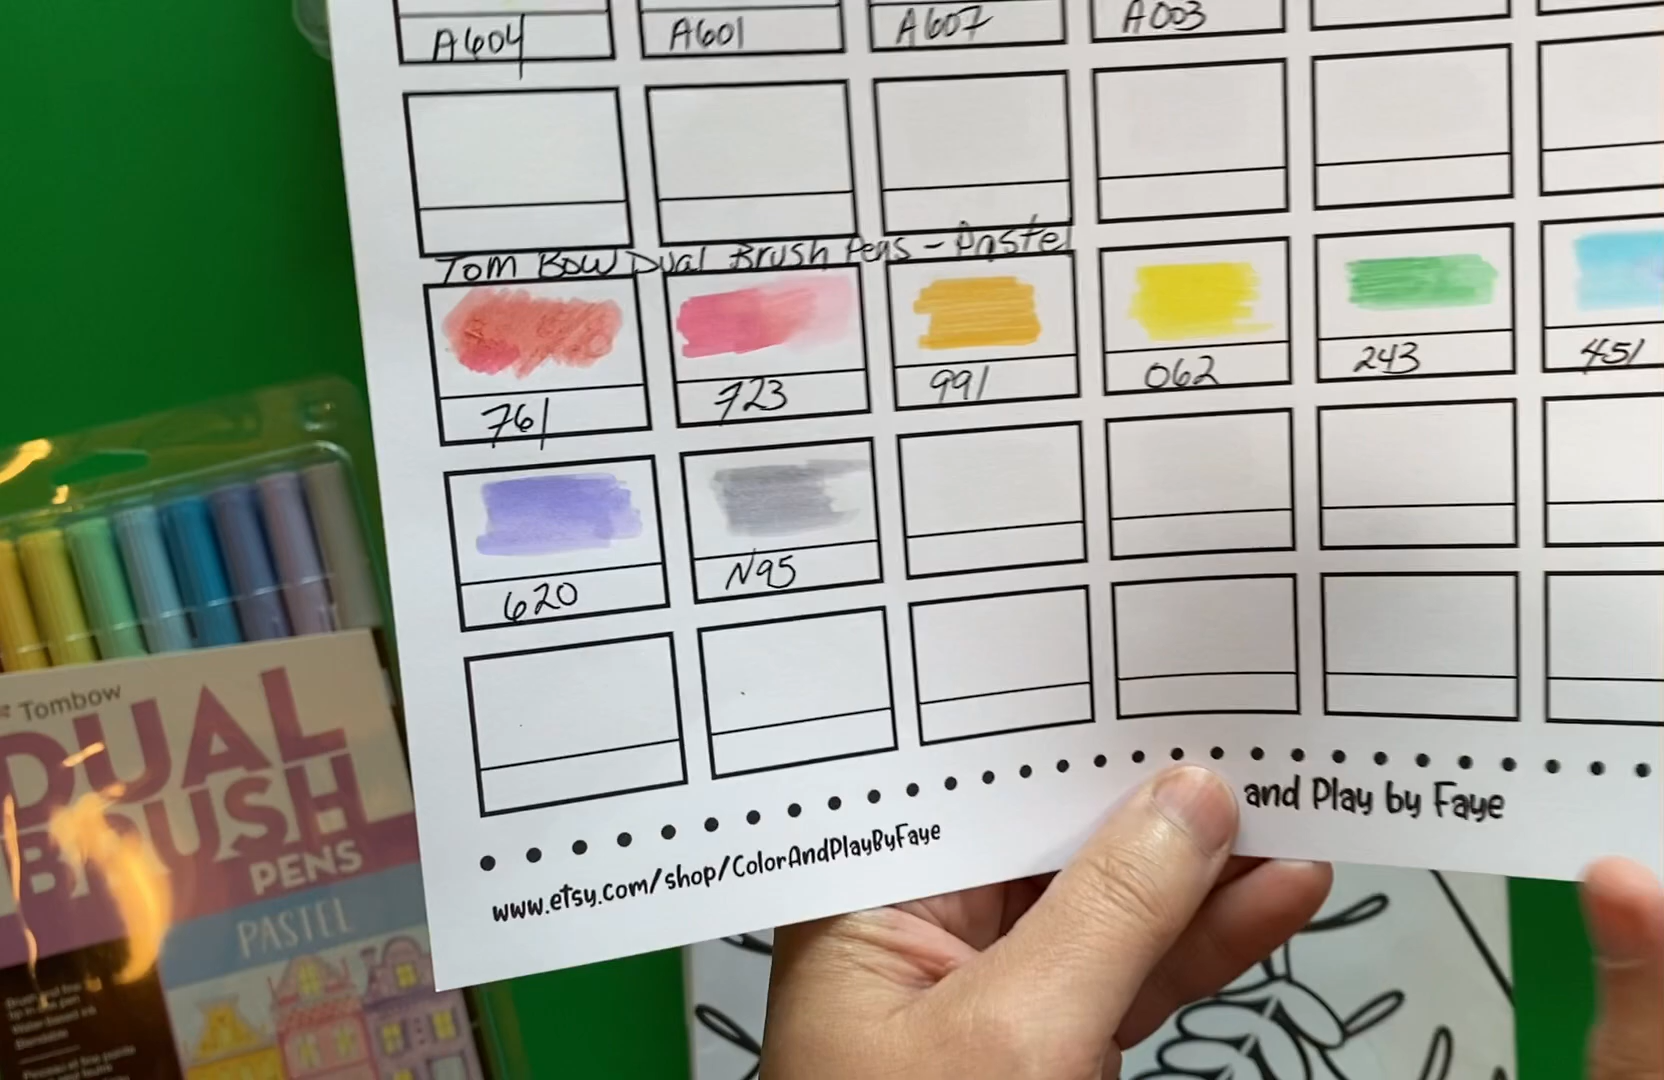 A604 A601 A607 A003
Tom Bow Dual Brush Pens - Pastel
761 723 991 062 243 451
620 N95
and Play by Faye
www.etsy.com/shop/ColorAndPlayByFaye
Tombow
DUAL
BRUSH
PENS
PASTEL